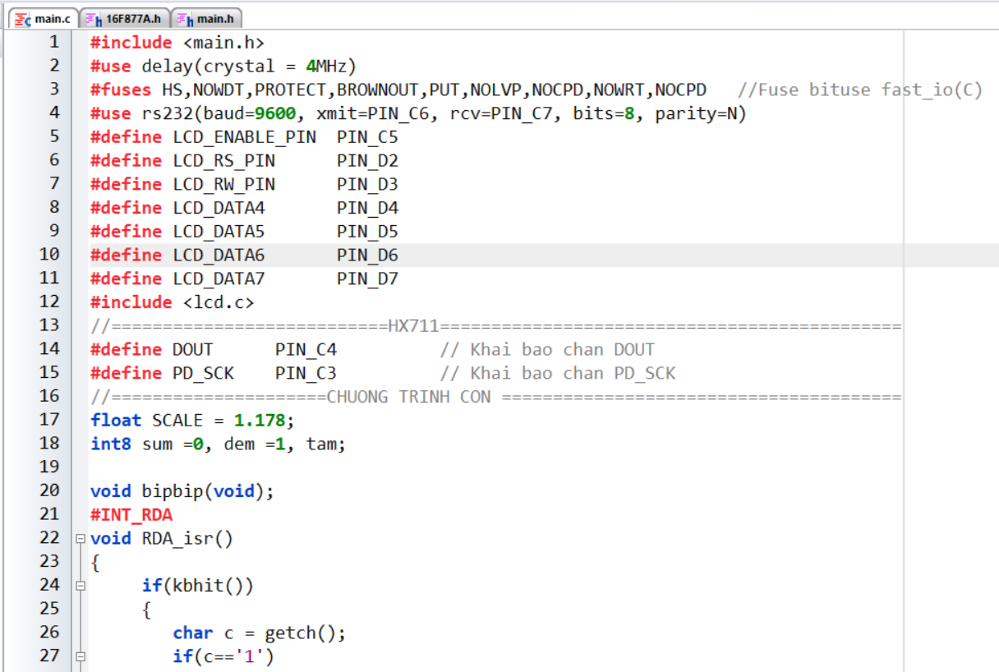 main.c 16F877A.h main.h
1 #include <main.h>
2 #use delay(crystal = 4MHz)
3 #fuses HS,NOWDT,PROTECT,BROWNOUT,PUT,NOLVP,NOCPD,NOWRT,NOCPD   //Fuse bituse fast_io(C)
4 #use rs232(baud=9600, xmit=PIN_C6, rcv=PIN_C7, bits=8, parity=N)
5 #define LCD_ENABLE_PIN  PIN_C5
6 #define LCD_RS_PIN      PIN_D2
7 #define LCD_RW_PIN      PIN_D3
8 #define LCD_DATA4       PIN_D4
9 #define LCD_DATA5       PIN_D5
10 #define LCD_DATA6       PIN_D6
11 #define LCD_DATA7       PIN_D7
12 #include <lcd.c>
13 //===========================HX711=============================================
14 #define DOUT      PIN_C4          // Khai bao chan DOUT
15 #define PD_SCK    PIN_C3          // Khai bao chan PD_SCK
16 //=====================CHUONG TRINH CON =======================================
17 float SCALE = 1.178;
18 int8 sum =0, dem =1, tam;
19
20 void bipbip(void);
21 #INT_RDA
22 void RDA_isr()
23 {
24      if(kbhit())
25      {
26         char c = getch();
27         if(c=='1')